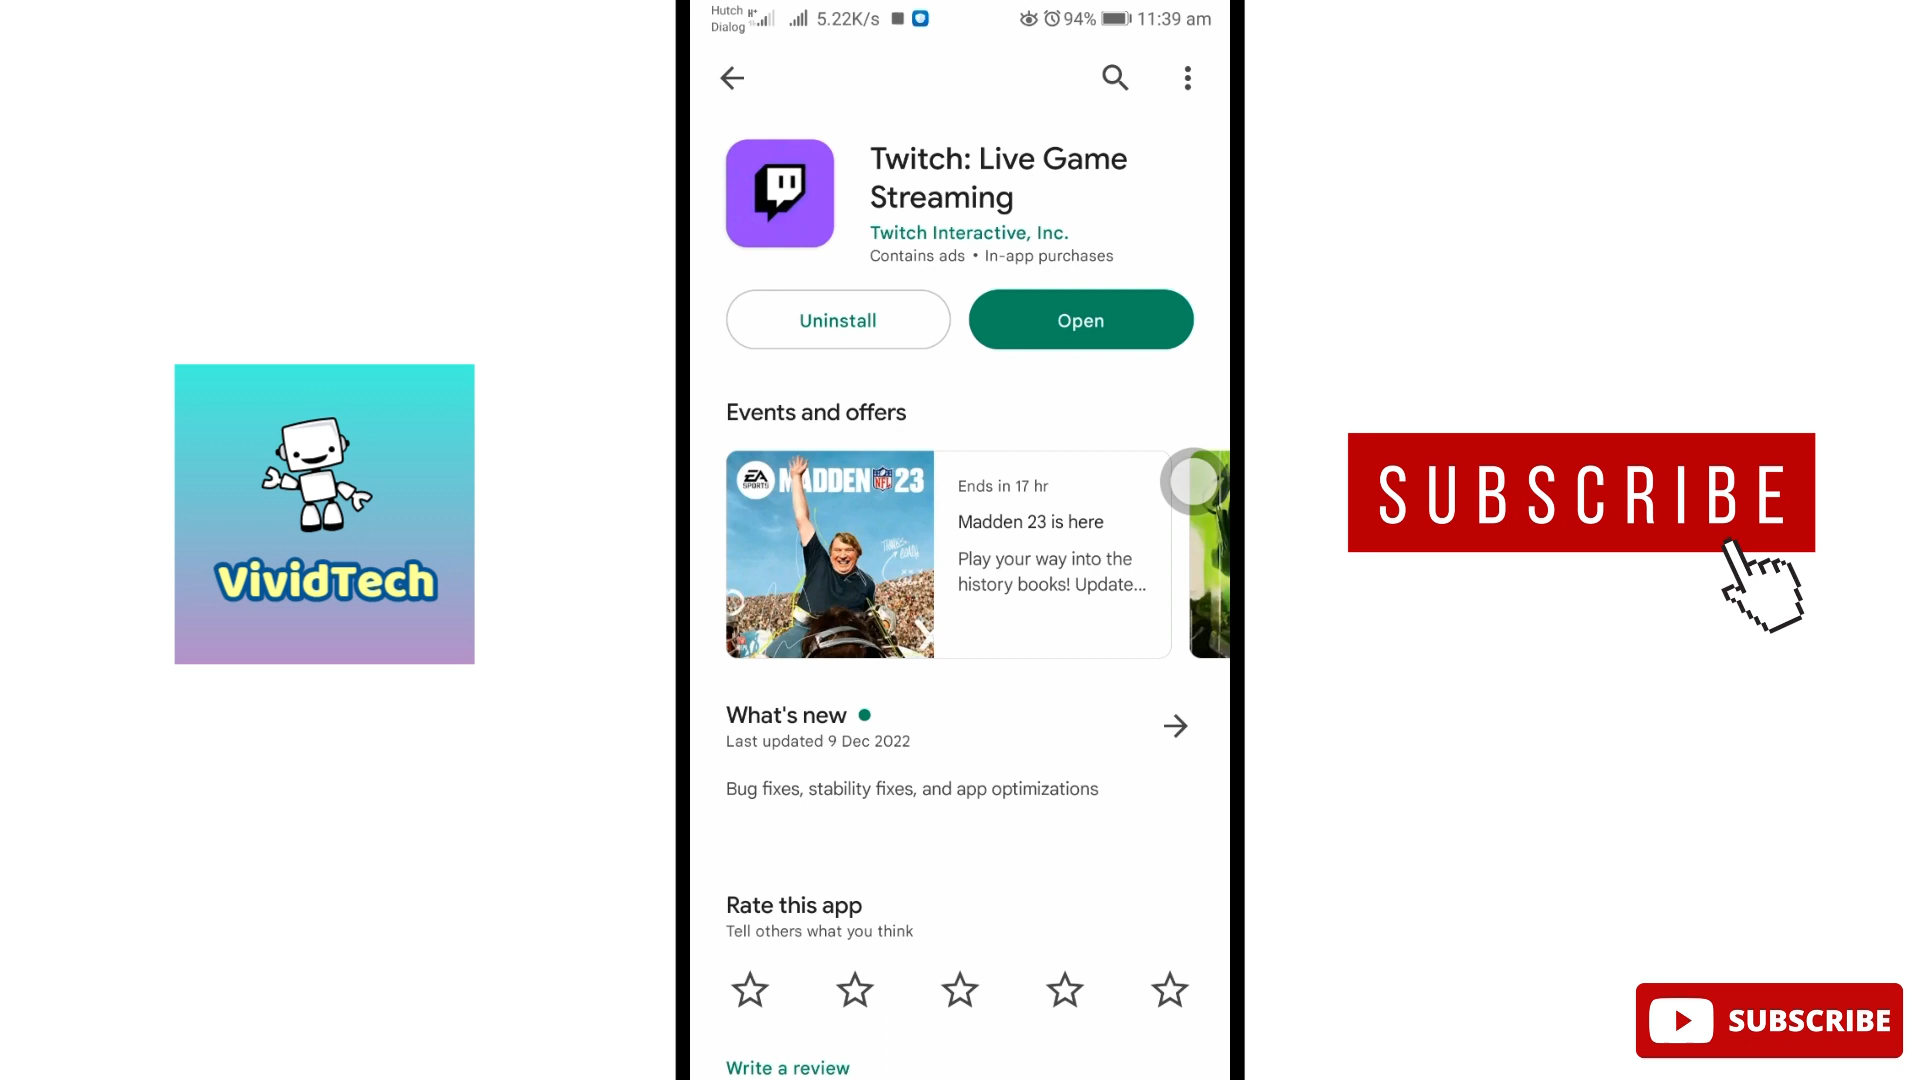 Hutch
Dialog
H+
5.22K/s
94%
11:39 am
Twitch: Live Game
Streaming
Twitch Interactive, Inc.
Contains ads • In-app purchases
Uninstall
Open
Events and offers
EA
SPORTS
MADDEN NFL 23
Ends in 17 hr
Madden 23 is here
Play your way into the
history books! Update...
What's new
Last updated 9 Dec 2022
Bug fixes, stability fixes, and app optimizations
Rate this app
Tell others what you think
Write a review
VividTech
SUBSCRIBE
SUBSCRIBE